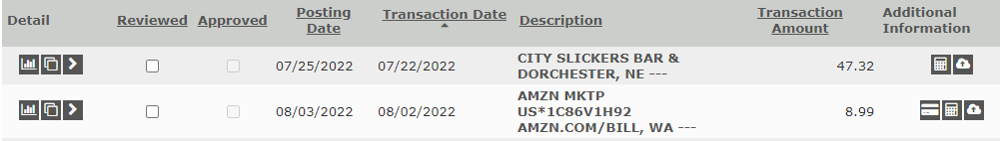 Detail Reviewed Approved Posting Date Transaction Date Description Transaction Amount Additional Information
07/25/2022 07/22/2022 CITY SLICKERS BAR & 47.32
DORCHESTER, NE ---
08/03/2022 08/02/2022 AMZN MKTP 8.99
US*1C86V1H92
AMZN.COM/BILL, WA ---